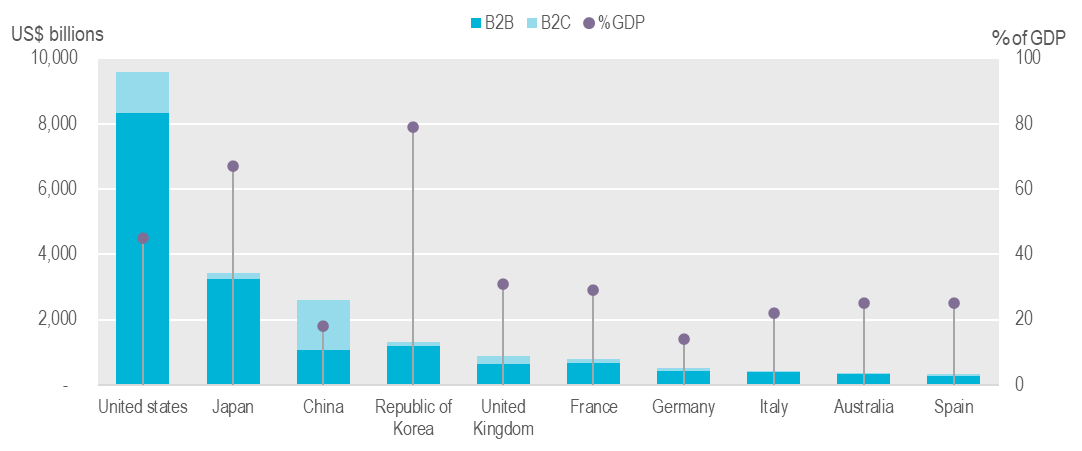 B2B B2C %GDP
US$ billions
% of GDP
10,000
8,000
6,000
4,000
2,000
-
100
80
60
40
20
0
United states
Japan
China
Republic of
Korea
United
Kingdom
France
Germany
Italy
Australia
Spain